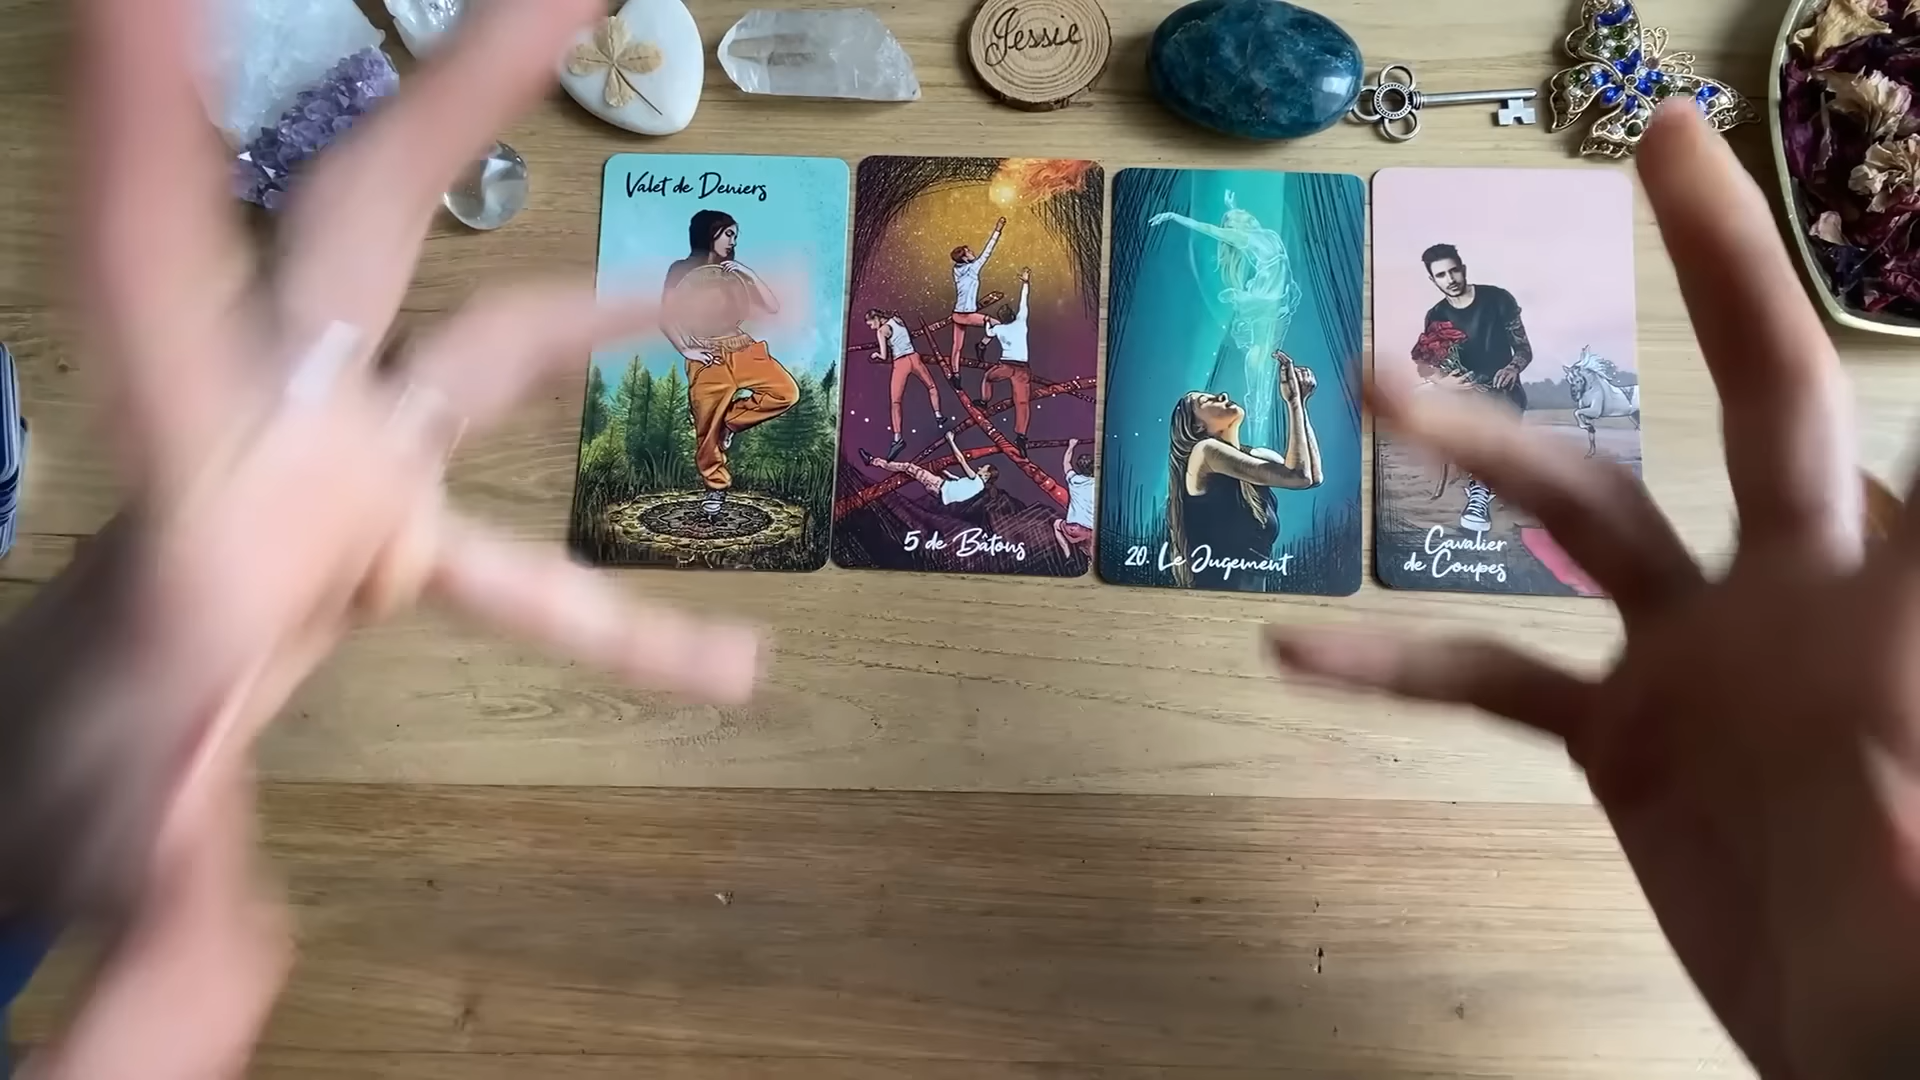 Jessie
Valet de Deniers
5 de Bâtons
20. Le Jugement
Cavalier
de Coupes